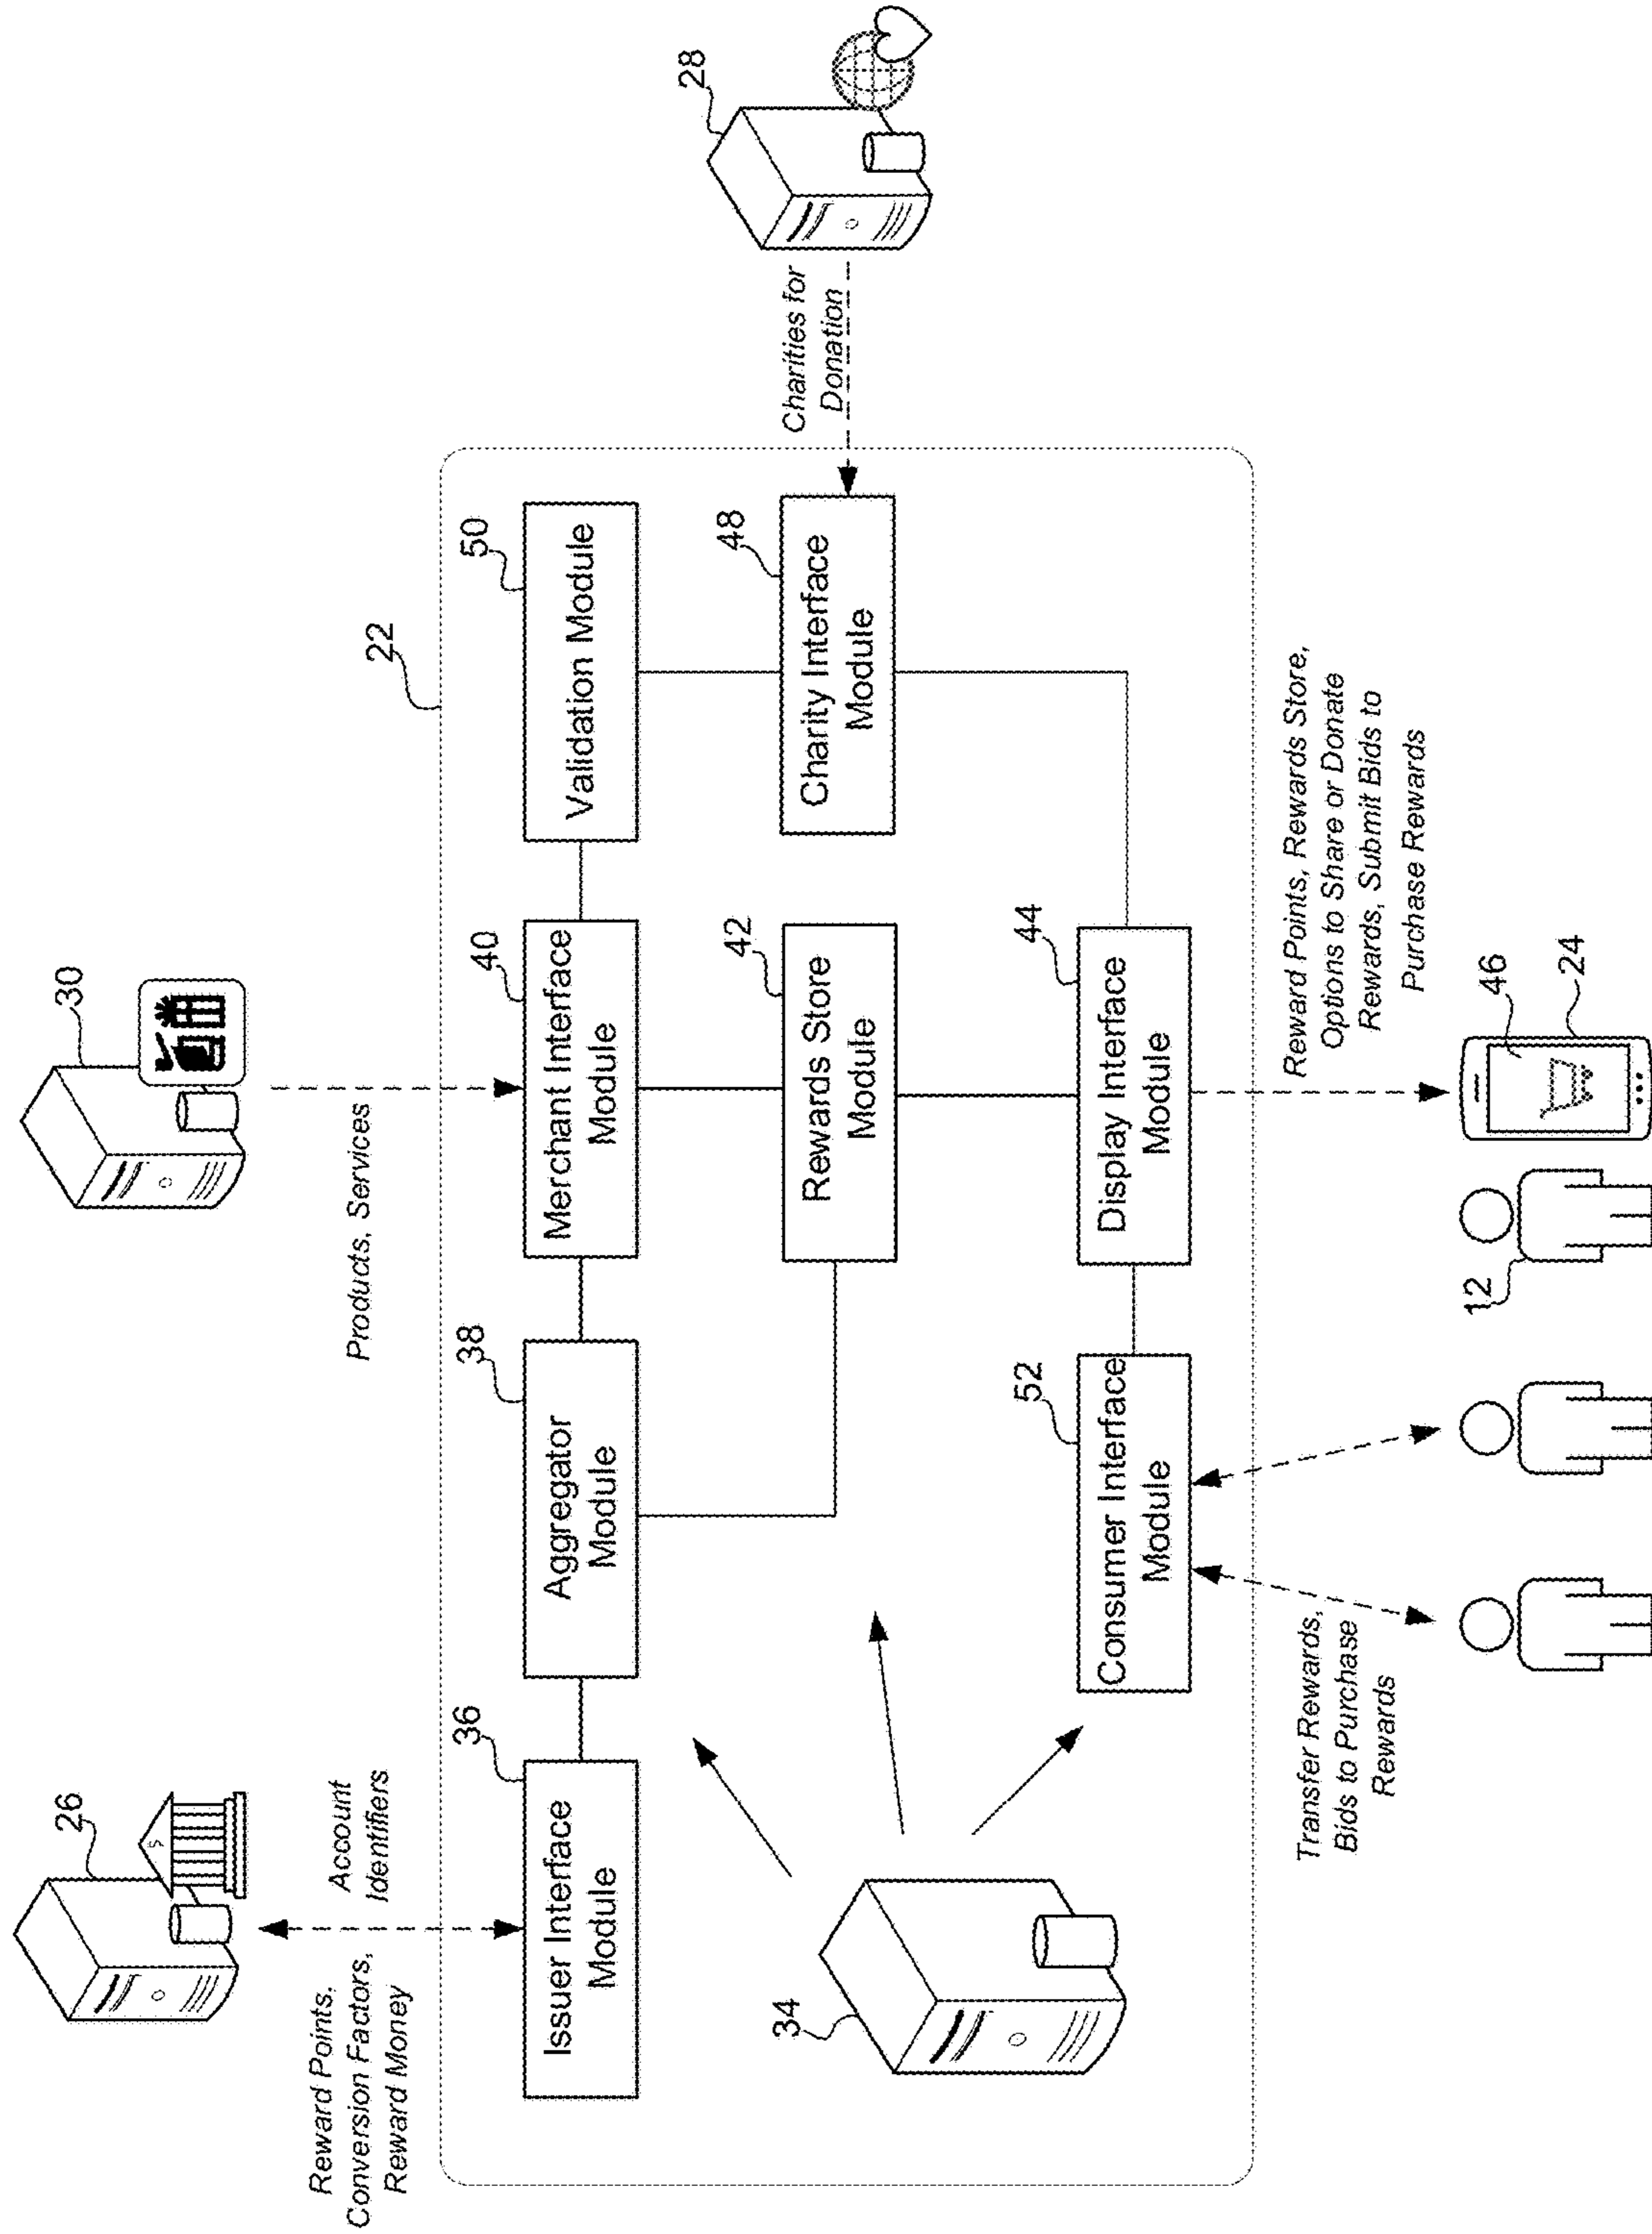 26
Reward Points,
Conversion Factors,
Reward Money
Account
Identifiers
30
Products, Services
22
36
Issuer Interface
Module
38
Aggregator
Module
40
Merchant Interface
Module
50
Validation Module
42
Rewards Store
Module
48
Charity Interface
Module
Charities for
Donation
28
34
52
Consumer Interface
Module
44
Display Interface
Module
Transfer Rewards,
Bids to Purchase
Rewards
Reward Points, Rewards Store,
Options to Share or Donate
Rewards, Submit Bids to
Purchase Rewards
12
46
24
$